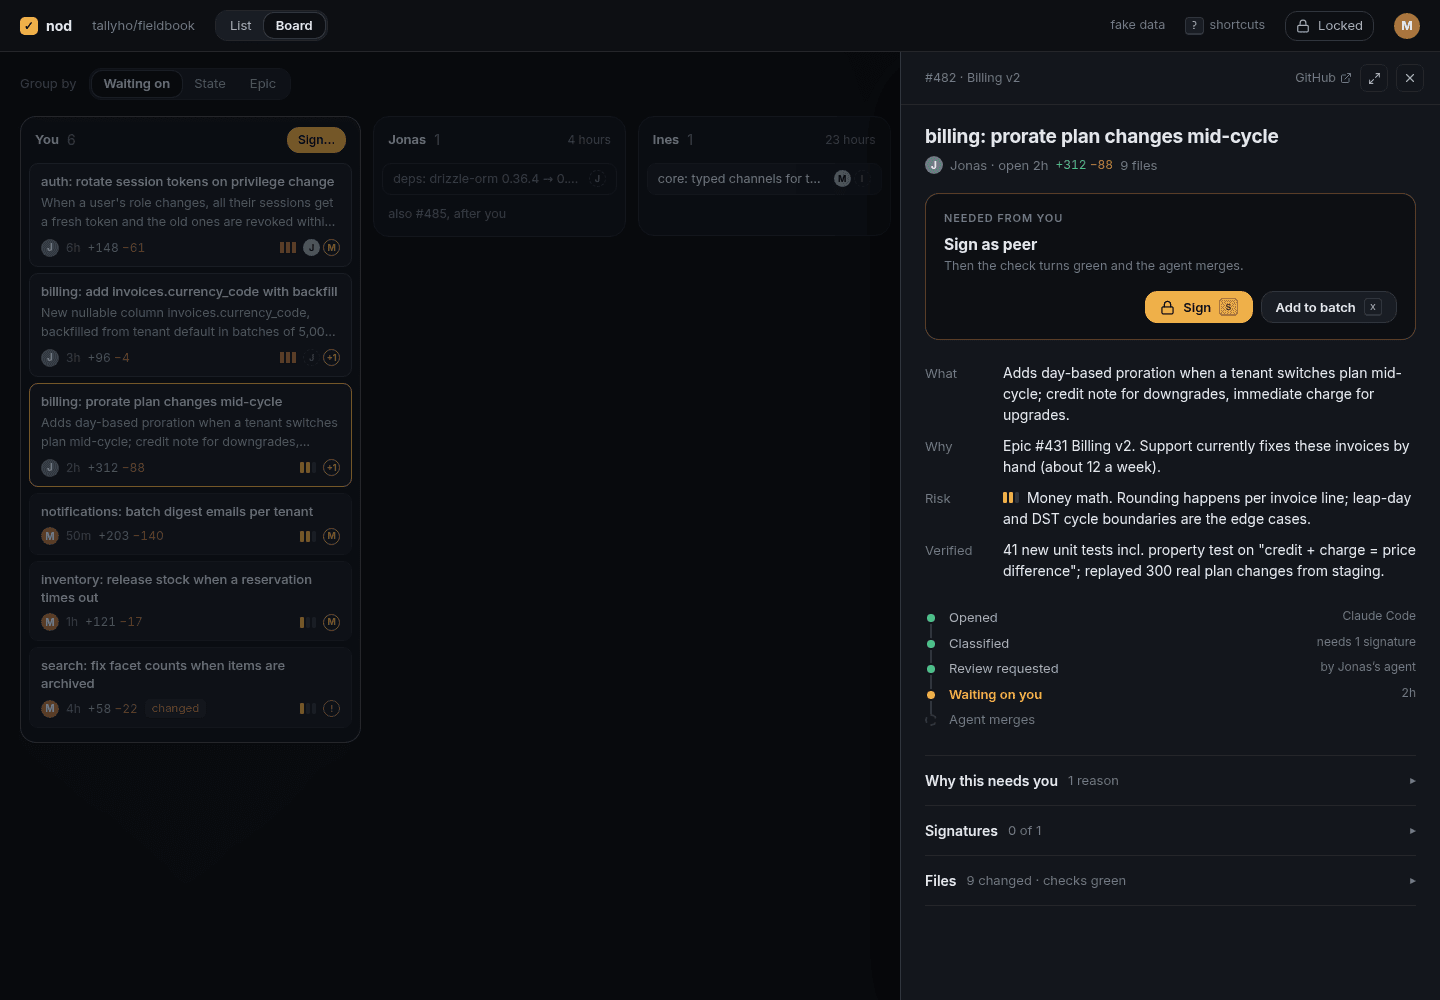 nod
tallyho/fieldbook
List
Board
fake data
? shortcuts
Locked
M
Group by
Waiting on
State
Epic
You 6
Sign...
auth: rotate session tokens on privilege change
When a user's role changes, all their sessions get
a fresh token and the old ones are revoked withi...
J 6h +148 −61
J M
billing: add invoices.currency_code with backfill
New nullable column invoices.currency_code,
backfilled from tenant default in batches of 5,00...
J 3h +96 −4
J +1
billing: prorate plan changes mid-cycle
Adds day-based proration when a tenant switches
plan mid-cycle; credit note for downgrades,...
J 2h +312 −88
+1
notifications: batch digest emails per tenant
M 50m +203 −140
M
inventory: release stock when a reservation
times out
M 1h +121 −17
M
search: fix facet counts when items are
archived
M 4h +58 −22 changed
!
Jonas 1
4 hours
deps: drizzle-orm 0.36.4 → 0.... J
also #485, after you
Ines 1
23 hours
core: typed channels for t... M I
#482 · Billing v2
GitHub
billing: prorate plan changes mid-cycle
J Jonas · open 2h +312 −88 9 files
NEEDED FROM YOU
Sign as peer
Then the check turns green and the agent merges.
Sign S
Add to batch X
What
Adds day-based proration when a tenant switches plan mid-
cycle; credit note for downgrades, immediate charge for
upgrades.
Why
Epic #431 Billing v2. Support currently fixes these invoices by
hand (about 12 a week).
Risk
Money math. Rounding happens per invoice line; leap-day
and DST cycle boundaries are the edge cases.
Verified
41 new unit tests incl. property test on "credit + charge = price
difference"; replayed 300 real plan changes from staging.
Opened
Claude Code
Classified
needs 1 signature
Review requested
by Jonas's agent
Waiting on you
2h
Agent merges
Why this needs you 1 reason
Signatures 0 of 1
Files 9 changed · checks green